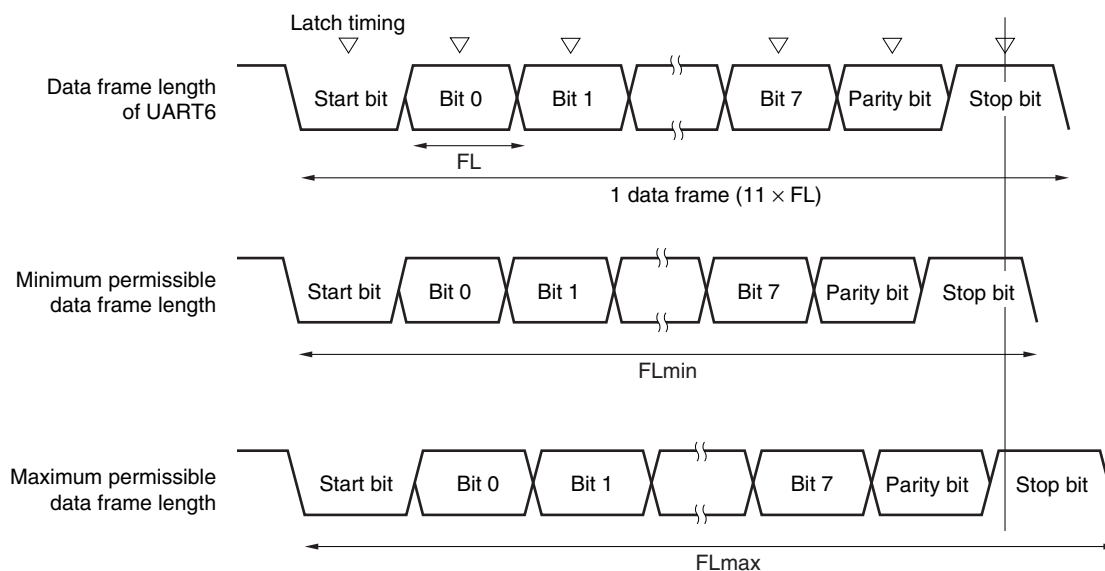 Latch timing
Data frame length
of UART6
Start bit
Bit 0
Bit 1
Bit 7
Parity bit
Stop bit
FL
1 data frame (11 × FL)
Minimum permissible
data frame length
Start bit
Bit 0
Bit 1
Bit 7
Parity bit
Stop bit
FLmin
Maximum permissible
data frame length
Start bit
Bit 0
Bit 1
Bit 7
Parity bit
Stop bit
FLmax